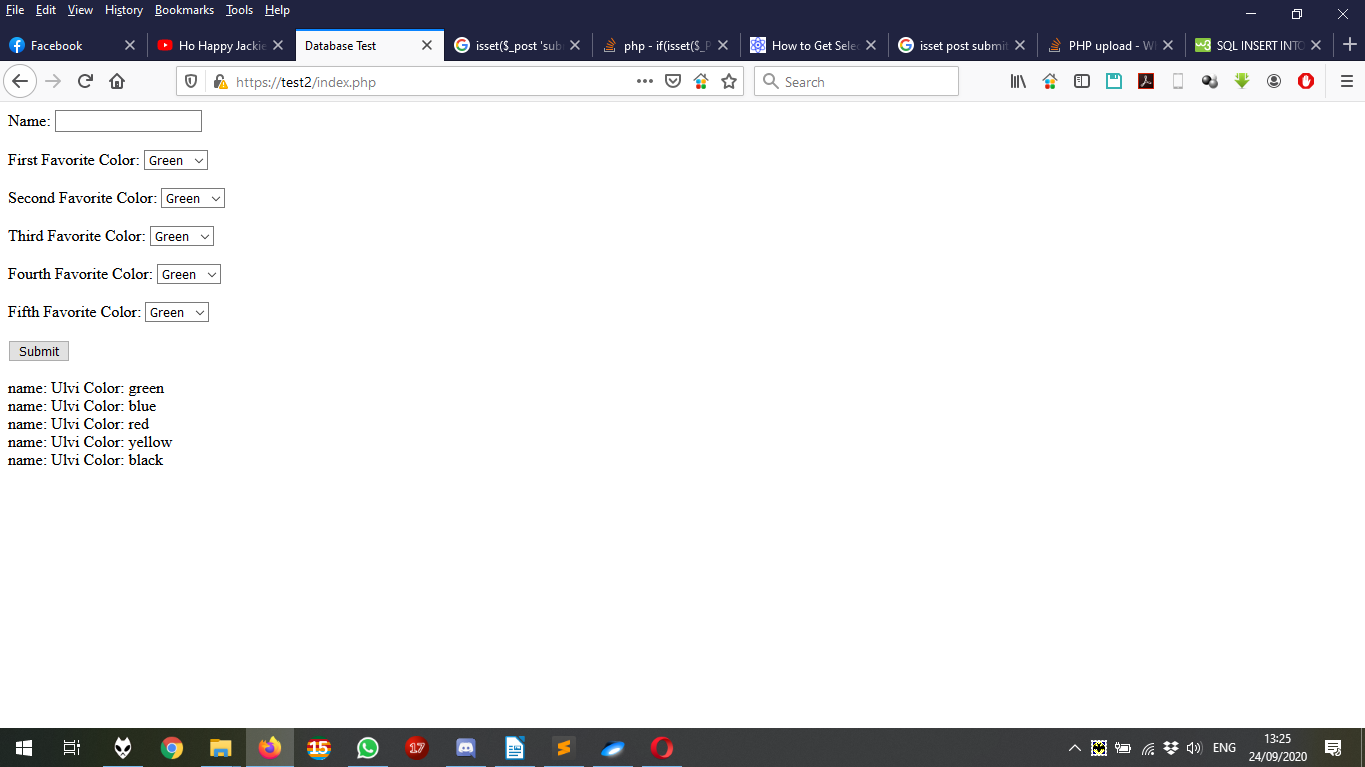 File Edit View History Bookmarks Tools Help
Facebook
Ho Happy Jackie
Database Test
isset($_post 'sub
php - if(isset($_P
How to Get Selec
isset post submit
PHP upload - W
SQL INSERT INTO
https://test2/index.php
Search
Name:
First Favorite Color: Green
Second Favorite Color: Green
Third Favorite Color: Green
Fourth Favorite Color: Green
Fifth Favorite Color: Green
Submit
name: Ulvi Color: green
name: Ulvi Color: blue
name: Ulvi Color: red
name: Ulvi Color: yellow
name: Ulvi Color: black
15
17
ENG
13:25
24/09/2020